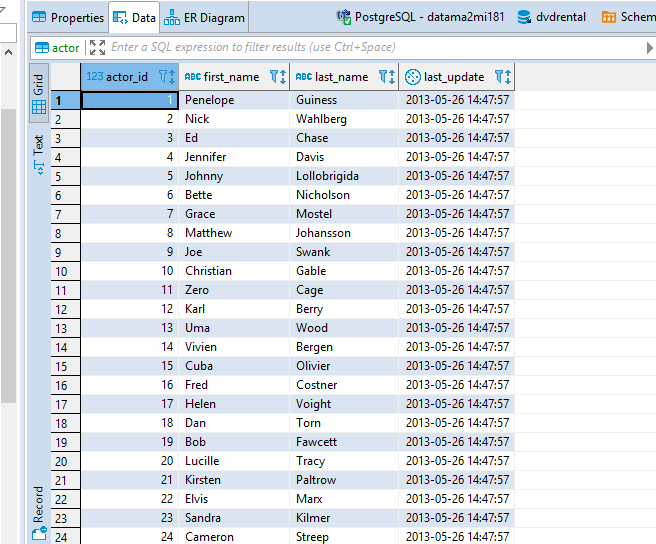 Properties Data ER Diagram PostgreSQL - datama2mi181 dvdrental Schem
actor Enter a SQL expression to filter results (use Ctrl+Space)
Grid
Text
Record
123 actor_id ABC first_name ABC last_name last_update
1 1 Penelope Guiness 2013-05-26 14:47:57
2 2 Nick Wahlberg 2013-05-26 14:47:57
3 3 Ed Chase 2013-05-26 14:47:57
4 4 Jennifer Davis 2013-05-26 14:47:57
5 5 Johnny Lollobrigida 2013-05-26 14:47:57
6 6 Bette Nicholson 2013-05-26 14:47:57
7 7 Grace Mostel 2013-05-26 14:47:57
8 8 Matthew Johansson 2013-05-26 14:47:57
9 9 Joe Swank 2013-05-26 14:47:57
10 10 Christian Gable 2013-05-26 14:47:57
11 11 Zero Cage 2013-05-26 14:47:57
12 12 Karl Berry 2013-05-26 14:47:57
13 13 Uma Wood 2013-05-26 14:47:57
14 14 Vivien Bergen 2013-05-26 14:47:57
15 15 Cuba Olivier 2013-05-26 14:47:57
16 16 Fred Costner 2013-05-26 14:47:57
17 17 Helen Voight 2013-05-26 14:47:57
18 18 Dan Torn 2013-05-26 14:47:57
19 19 Bob Fawcett 2013-05-26 14:47:57
20 20 Lucille Tracy 2013-05-26 14:47:57
21 21 Kirsten Paltrow 2013-05-26 14:47:57
22 22 Elvis Marx 2013-05-26 14:47:57
23 23 Sandra Kilmer 2013-05-26 14:47:57
24 24 Cameron Streep 2013-05-26 14:47:57